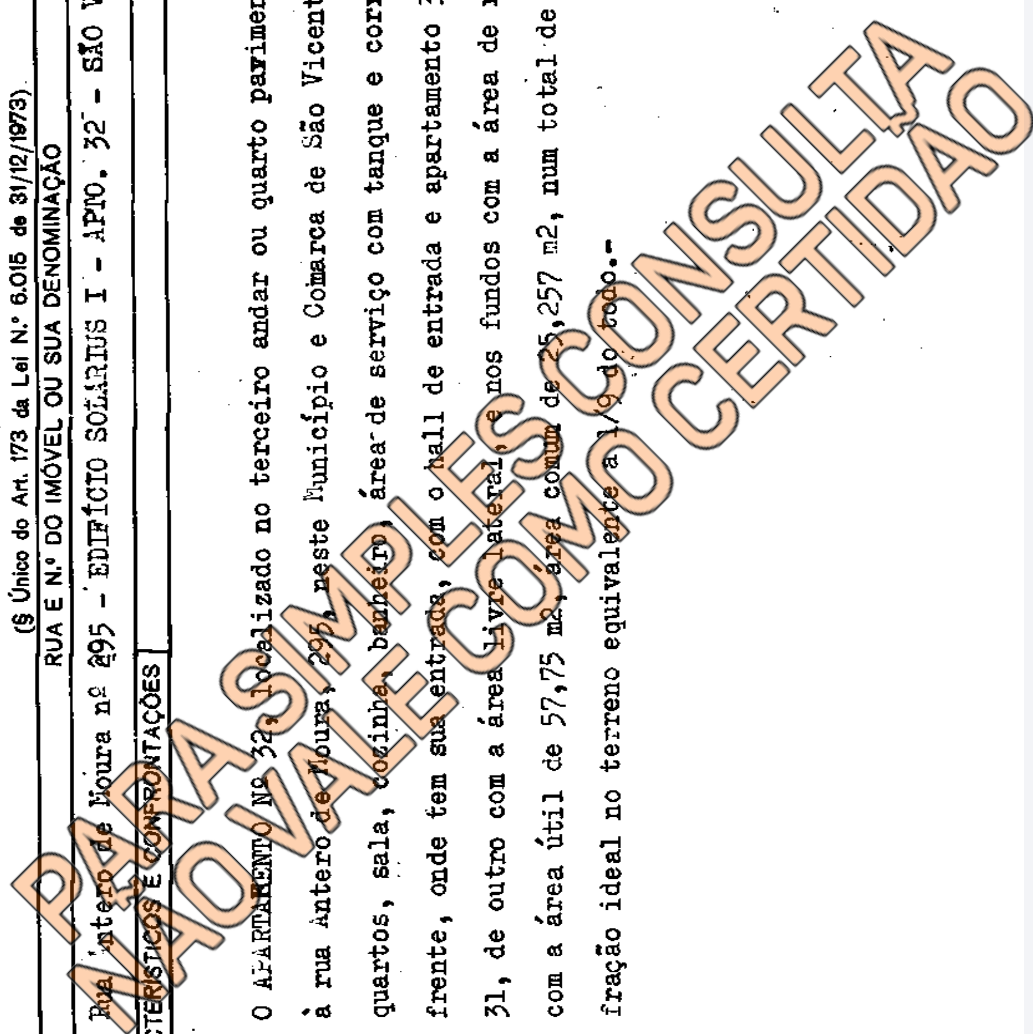 (§ Único do Art. 173 da Lei N.º 6.015 de 31/12/1973)
RUA E N.º DO IMÓVEL OU SUA DENOMINAÇÃO
Rua Antero de Moura nº 295 - EDIFÍCIO SOLARIUS I - APTO. 32 - SÃO V
CTERÍSTICOS E CONFRONTAÇÕES
O APARTAMENTO Nº 32, localizado no terceiro andar ou quarto pavimen
à rua Antero de Moura, 295, neste Município e Comarca de São Vicent
quartos, sala, cozinha, banheiro, área de serviço com tanque e corr
frente, onde tem sua entrada, com o hall de entrada e apartamento 3
31, de outro com a área livre lateral, e nos fundos com a área de r
com a área útil de 57,75 m2, área comum de 25,257 m2, num total de
fração ideal no terreno equivalente a 1/9 do todo.-
PARA SIMPLES CONSULTA
NÃO VALE COMO CERTIDÃO